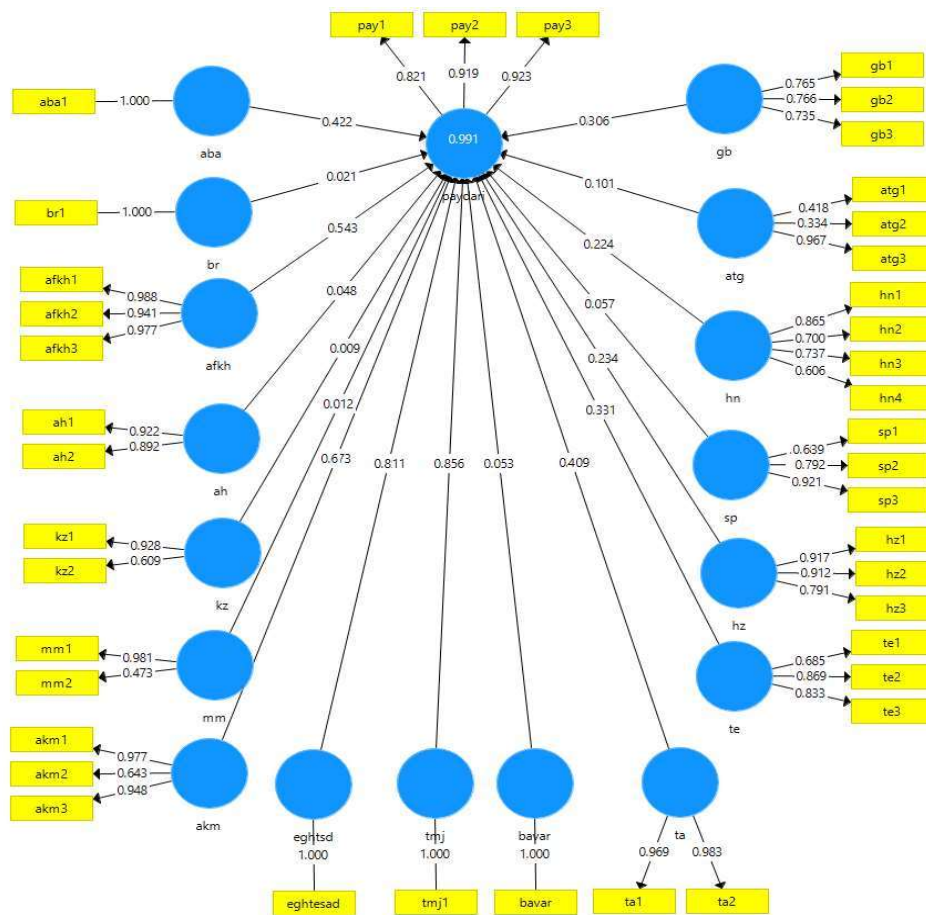 pay1 pay2 pay3
0.821 0.919 0.923
aba1 1.000 aba 0.422
0.991
paydari
gb 0.306
0.765 gb1
0.766 gb2
0.735 gb3
br1 1.000 br 0.021
atg 0.101
0.418 atg1
0.334 atg2
0.967 atg3
afkh1 0.988
afkh2 0.941
afkh3 0.977
afkh 0.543
hn 0.224
0.865 hn1
0.700 hn2
0.737 hn3
0.606 hn4
ah1 0.922
ah2 0.892
ah 0.048
sp 0.057
0.639 sp1
0.792 sp2
0.921 sp3
kz1 0.928
kz2 0.609
kz 0.009
hz 0.234
0.917 hz1
0.912 hz2
0.791 hz3
mm1 0.981
mm2 0.473
mm 0.012
te 0.331
0.685 te1
0.869 te2
0.833 te3
akm1 0.977
akm2 0.643
akm3 0.948
akm 0.673
0.811 0.856 0.053 0.409
eghtsd tmj bavar ta
1.000 1.000 1.000 0.969 0.983
eghtesad tmj1 bavar ta1 ta2